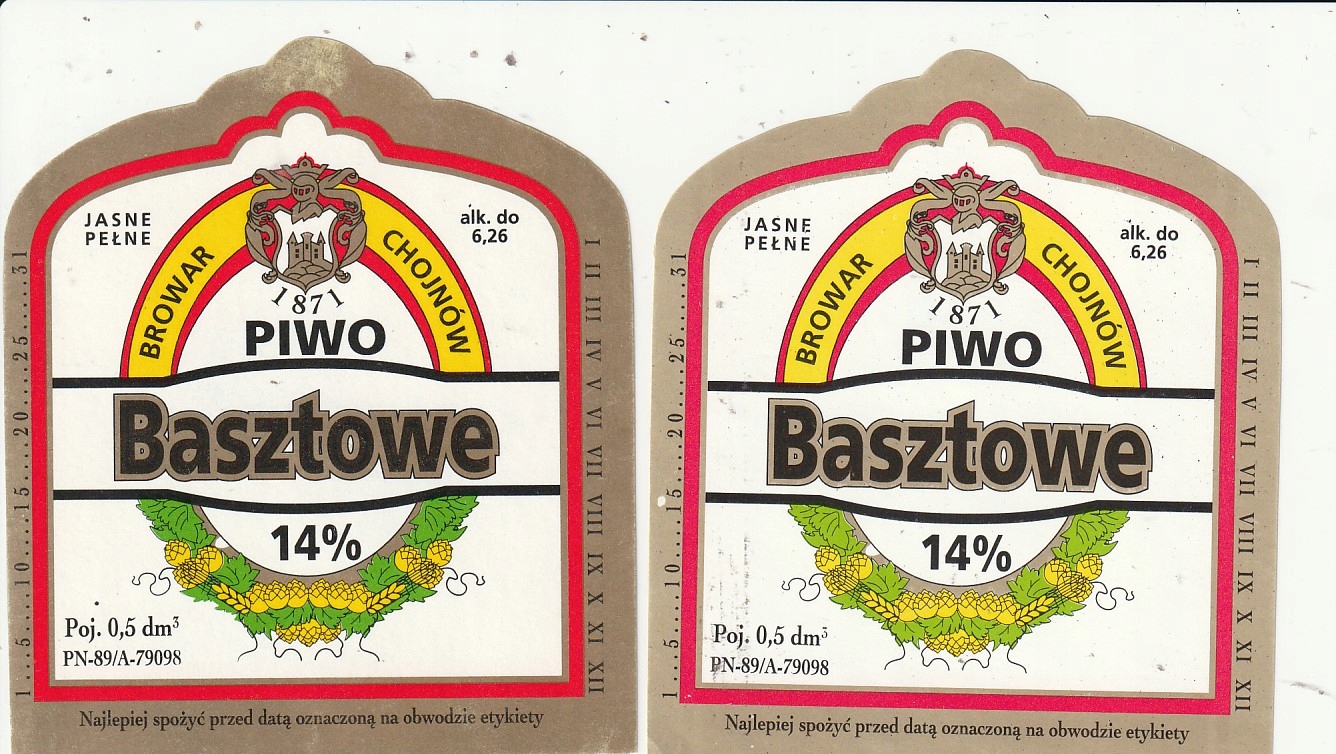 JASNE
PEŁNE
alk. do
6,26
BROWAR CHOJNÓW
1871
PIWO
Basztowe
14%
Poj. 0,5 dm³
PN-89/A-79098
1....5....10....15....20....25....31
I II III IV V VI VII VIII IX X XI XII
Najlepiej spożyć przed datą oznaczoną na obwodzie etykiety
JASNE
PEŁNE
alk. do
6,26
BROWAR CHOJNÓW
1871
PIWO
Basztowe
14%
Poj. 0,5 dm³
PN-89/A-79098
1....5....10....15....20....25....31
I II III IV V VI VII VIII IX X XI XII
Najlepiej spożyć przed datą oznaczoną na obwodzie etykiety